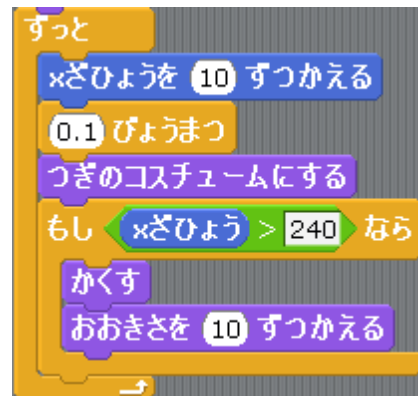 ずっと
xざひょうを 10 ずつかえる
0.1 びょうまつ
つぎのコスチュームにする
もし xざひょう > 240 なら
かくす
おおきさを 10 ずつかえる